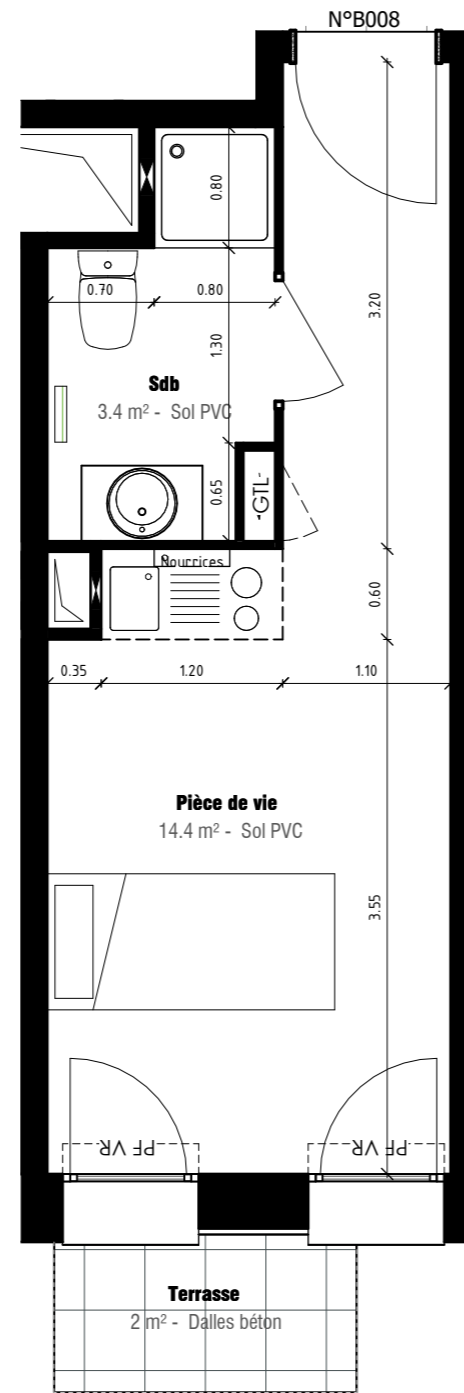 N°B008
0.80
0.70
0.80
3.20
1.30
Sdb
3.4 m² - Sol PVC
0.65
GTL
Nourrices
0.60
0.35
1.20
1.10
Pièce de vie
14.4 m² - Sol PVC
3.55
PF VR
PF VR
Terrasse
2 m² - Dalles béton